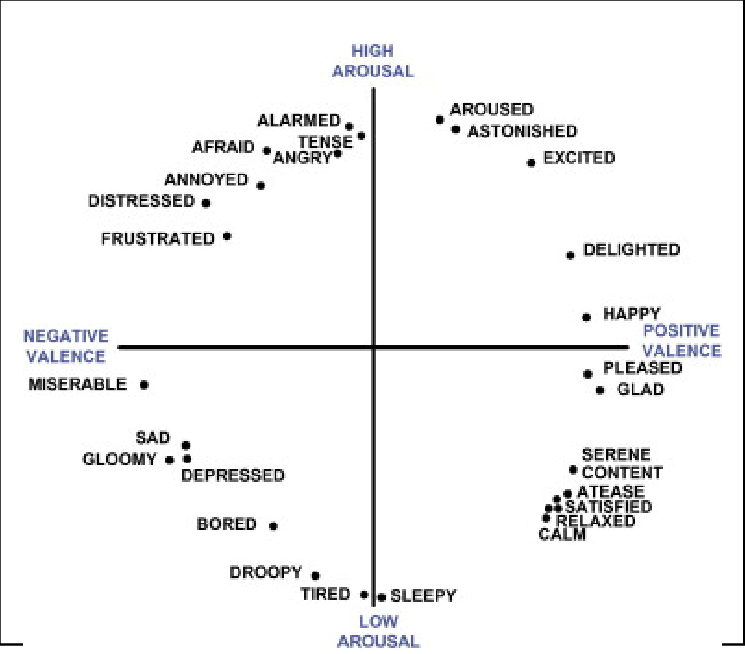 HIGH
AROUSAL
AROUSED
ALARMED
ASTONISHED
TENSE
AFRAID
ANGRY
EXCITED
ANNOYED
DISTRESSED
FRUSTRATED
DELIGHTED
HAPPY
NEGATIVE
VALENCE
POSITIVE
VALENCE
PLEASED
MISERABLE
GLAD
SAD
GLOOMY
DEPRESSED
SERENE
CONTENT
ATEASE
SATISFIED
RELAXED
CALM
BORED
DROOPY
TIRED
SLEEPY
LOW
AROUSAL